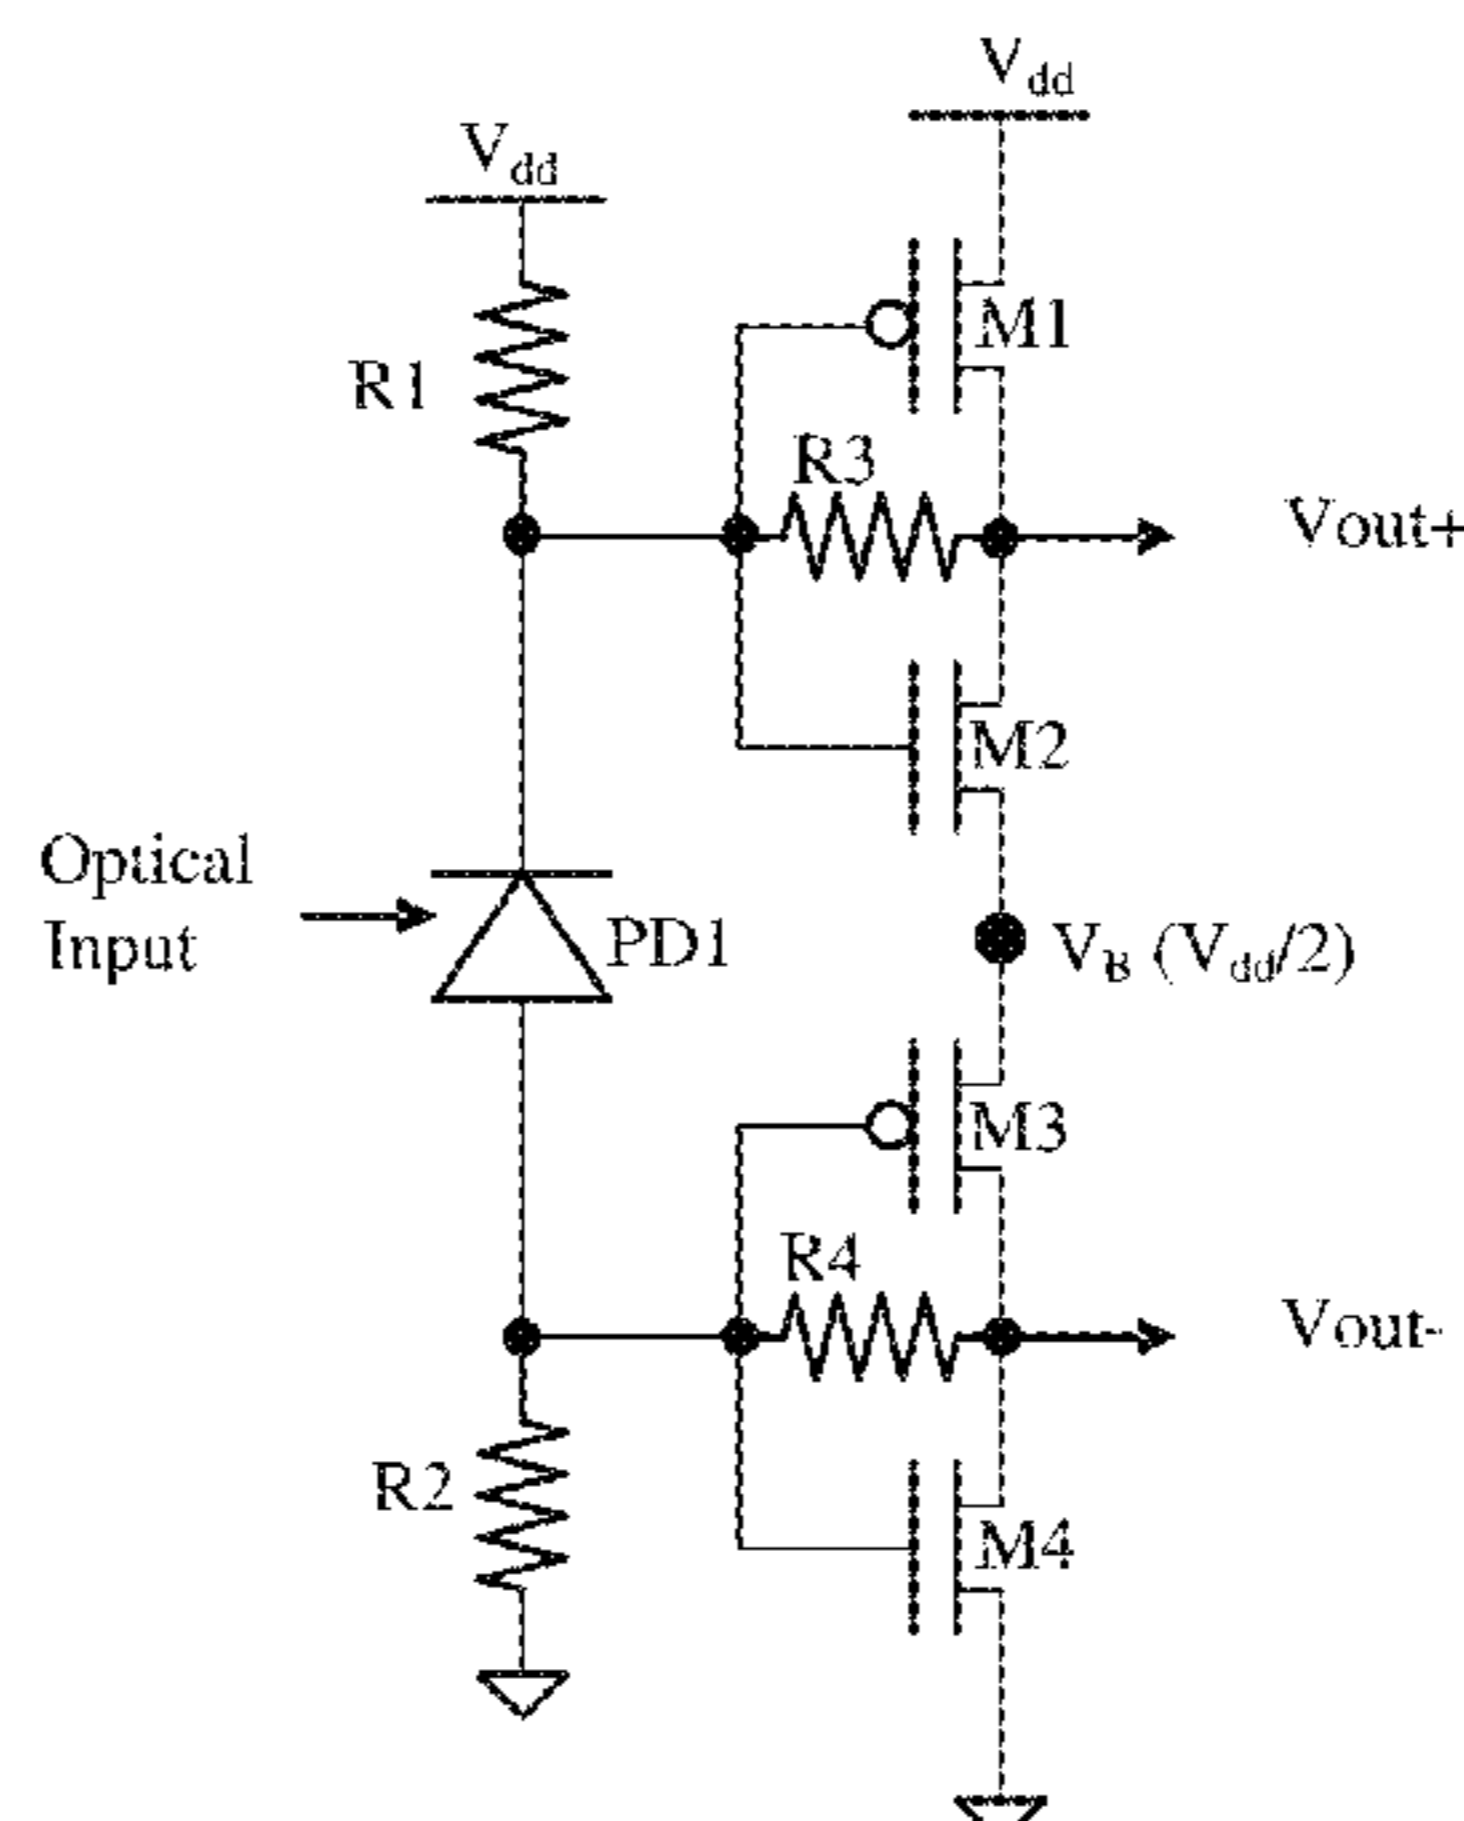 Vdd
Vdd
M1
R1
R3
Vout+
M2
Optical
Input
PD1
VB (Vdd/2)
M3
R4
Vout-
R2
M4